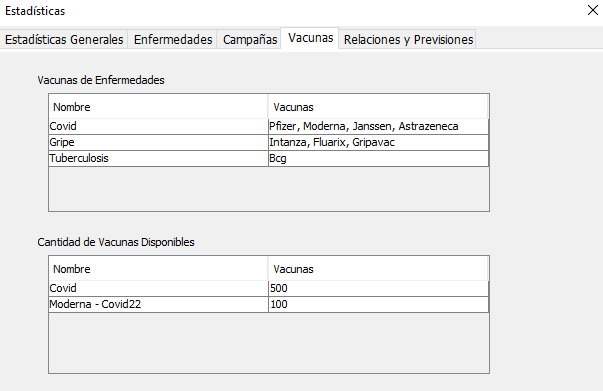 Estadísticas
Estadísticas Generales Enfermedades Campañas Vacunas Relaciones y Previsiones
Vacunas de Enfermedades
Nombre Vacunas
Covid Pfizer, Moderna, Janssen, Astrazeneca
Gripe Intanza, Fluarix, Gripavac
Tuberculosis Bcg
Cantidad de Vacunas Disponibles
Nombre Vacunas
Covid 500
Moderna - Covid22 100